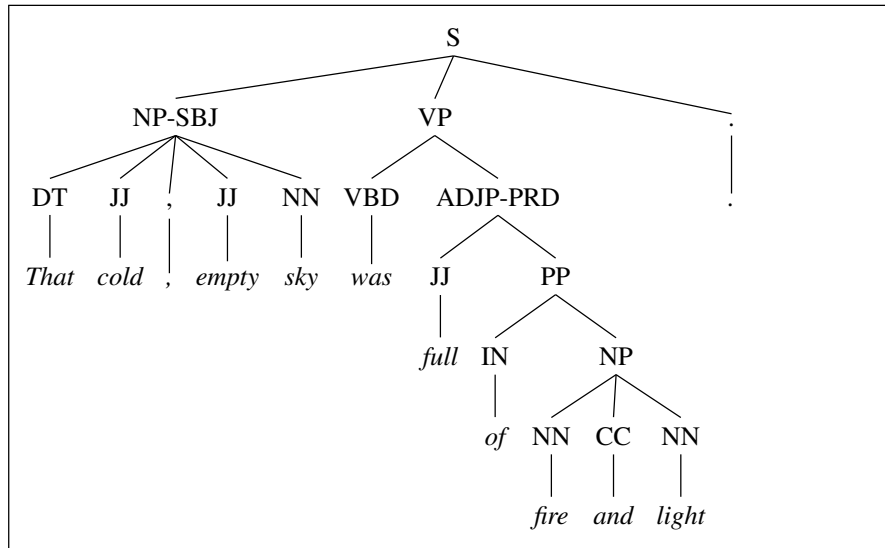 S
NP-SBJ VP .
DT JJ , JJ NN VBD ADJP-PRD .
That cold , empty sky was JJ PP
full IN NP
of NN CC NN
fire and light